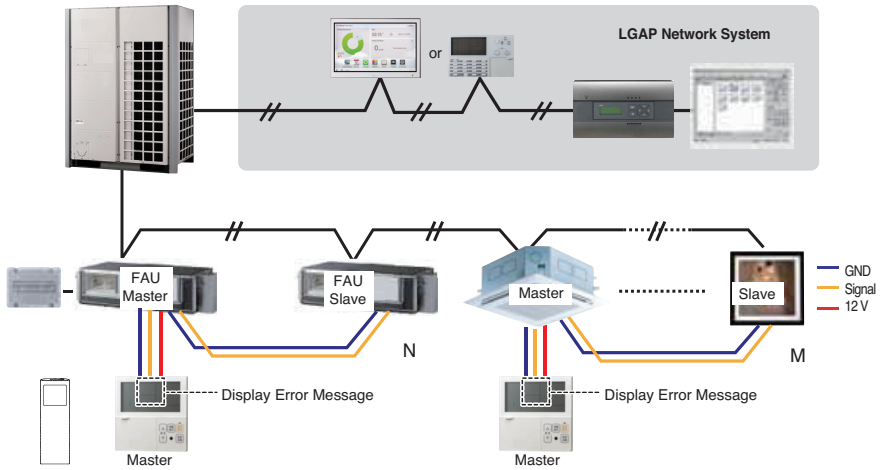 LGAP Network System
or
FAU
Master
FAU
Slave
Master
Slave
GND
Signal
12 V
N
M
Display Error Message
Display Error Message
Master
Master